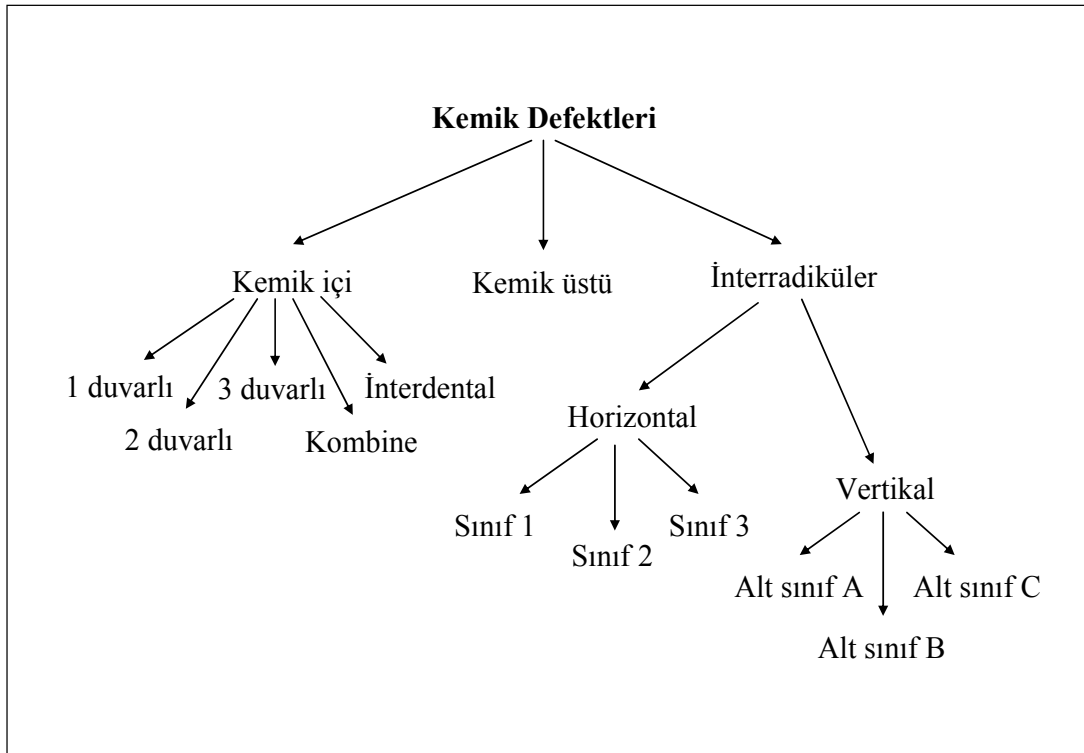 Kemik Defektleri
Kemik içi
Kemik üstü
İnterradiküler
1 duvarlı
3 duvarlı
İnterdental
2 duvarlı
Kombine
Horizontal
Vertikal
Sınıf 1
Sınıf 2
Sınıf 3
Alt sınıf A
Alt sınıf C
Alt sınıf B